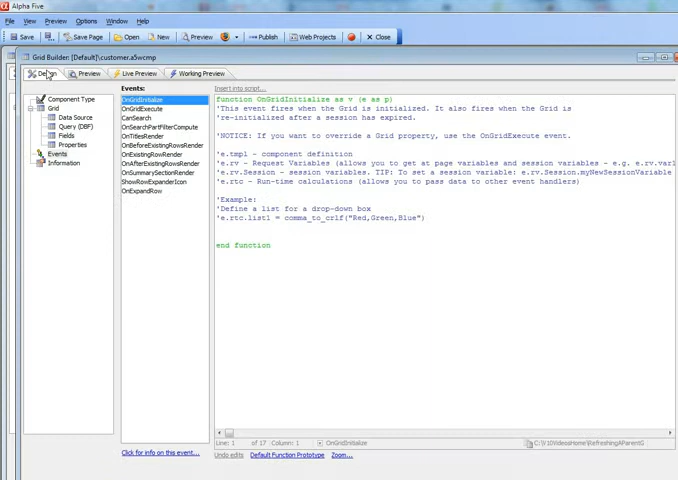 Alpha Five
File View Preview Options Window Help
Save Save Page Open New Preview Publish Web Projects Close
Grid Builder: [Default]\customer.a5wcmp
Design Preview Live Preview Working Preview
Component Type
Grid
Data Source
Query (DBF)
Fields
Properties
Events
Information
Events:
OnGridInitialize
OnGridExecute
CanSearch
OnSearchPartFilterCompute
OnTitlesRender
OnBeforeExistingRowsRender
OnExistingRowRender
OnAfterExistingRowsRender
OnSummarySectionRender
ShowRowExpanderIcon
OnExpandRow
Click for info on this event....
Insert into script...
function OnGridInitialize as v (e as p)
'This event fires when the Grid is initialized. It also fires when the Grid is
're-initialized after a session has expired.
'NOTICE: If you want to override a Grid property, use the OnGridExecute event.
'e.tmpl - component definition
'e.rv - Request Variables (allows you to get at page variables and session variables - e.g. e.rv.varl
'e.rv.Session - session variables. TIP: To set a session variable: e.rv.Session.myNewSessionVariable
'e.rtc - Run-time calculations (allows you to pass data to other event handlers)
'Example:
'Define a list for a drop-down box
'e.rtc.list1 = comma_to_crlf("Red,Green,Blue")
end function
Line: 1 of 17 Column: 1 OnGridInitialize C:\V10VideosHome\RefreshingAParentG
Undo edits Default Function Prototype Zoom...